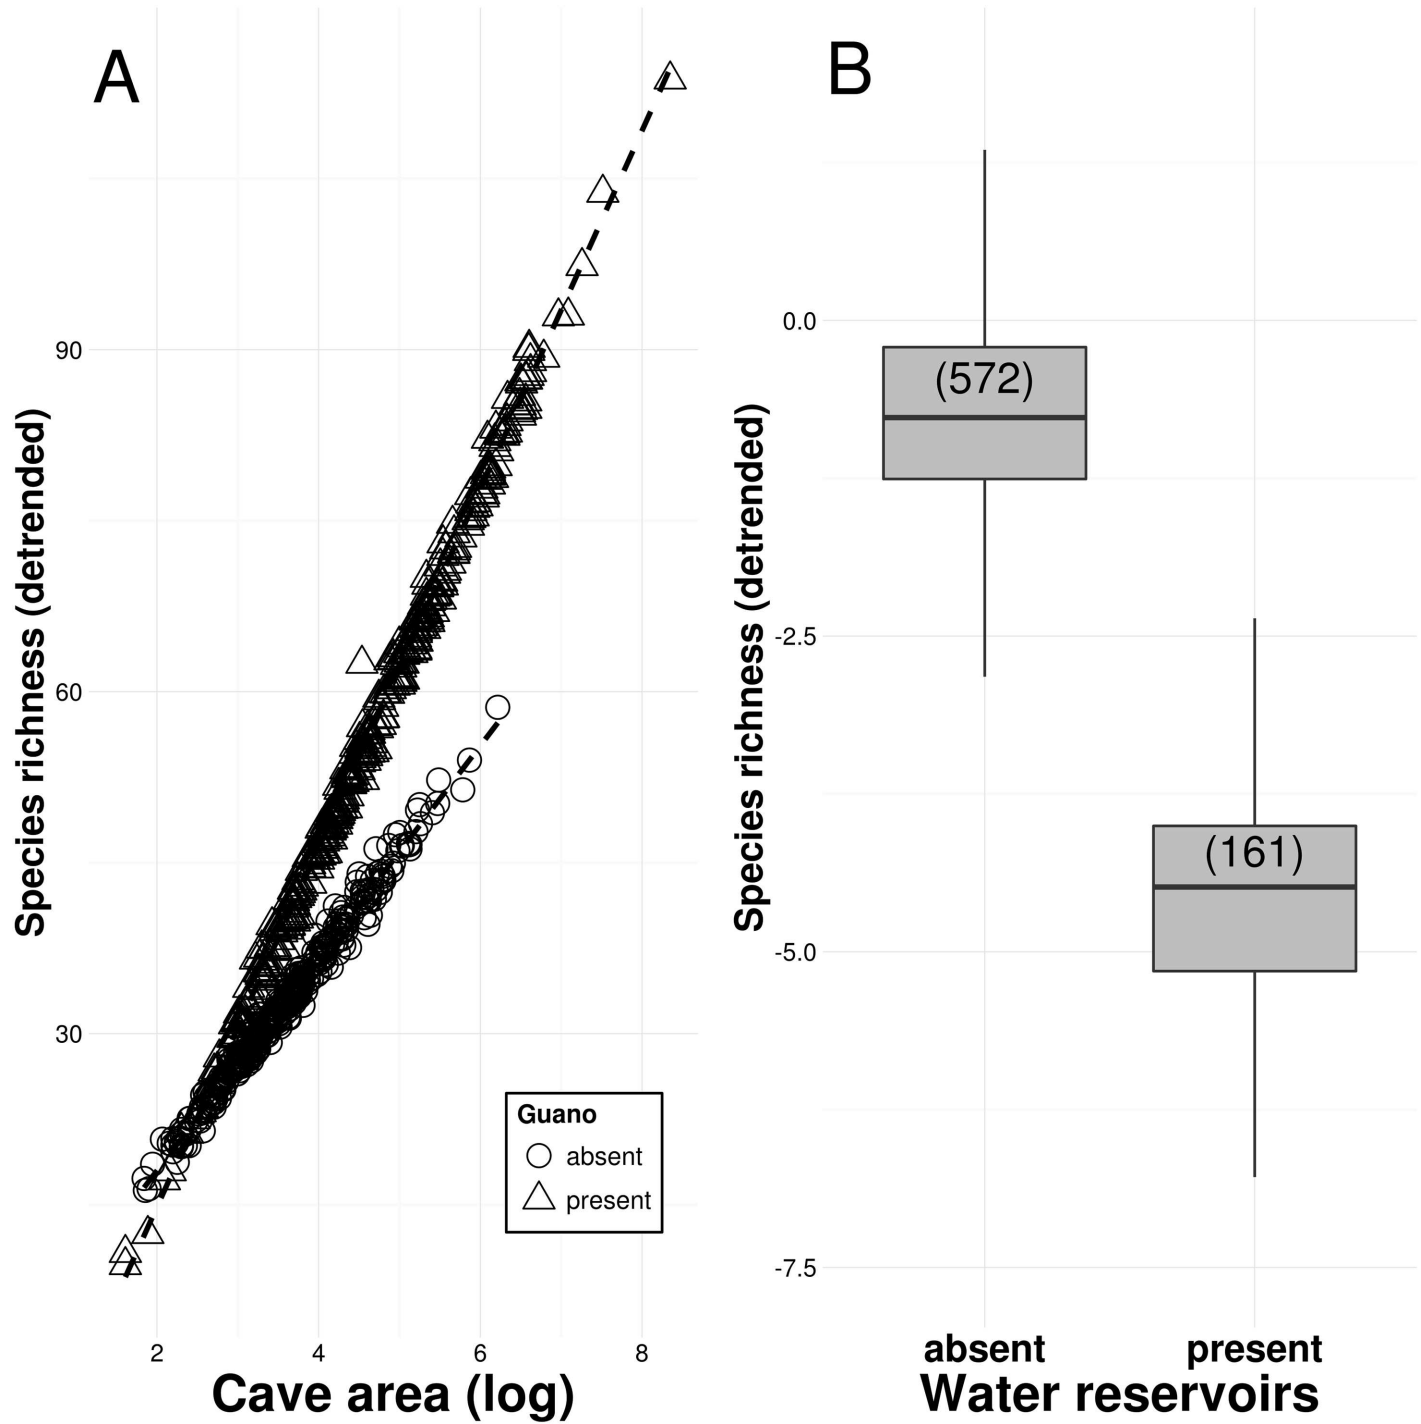 A
Species richness (detrended)
90
60
30
2 4 6 8
Cave area (log)
Guano
absent
present
B
Species richness (detrended)
0.0
-2.5
-5.0
-7.5
(572)
(161)
absent present
Water reservoirs